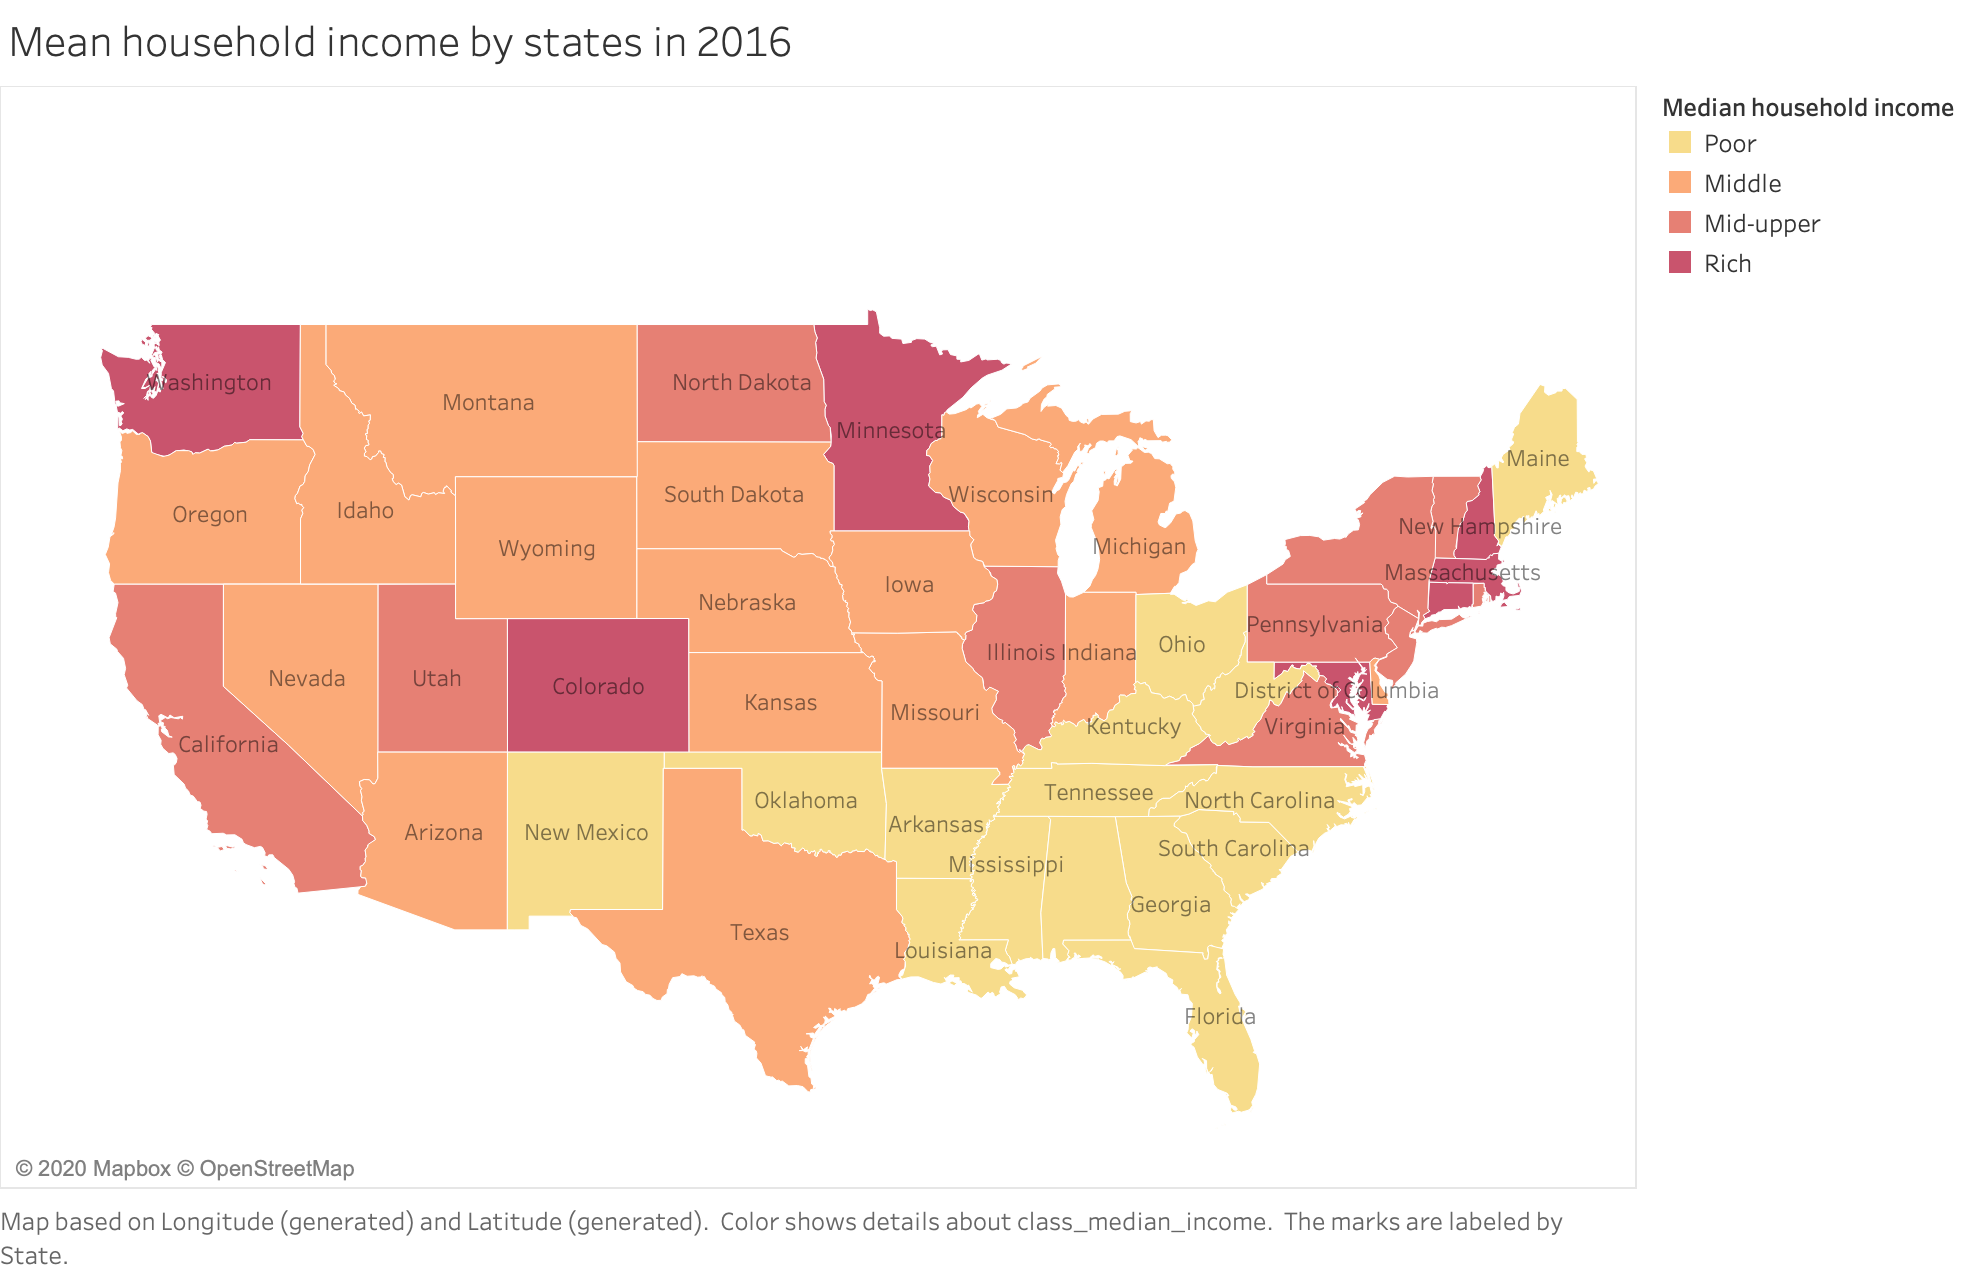 Mean household income by states in 2016
Median household income
Poor
Middle
Mid-upper
Rich
Washington
North Dakota
Montana
Minnesota
Maine
South Dakota
Wisconsin
Idaho
Oregon
New Hampshire
Wyoming
Michigan
Massachusetts
Iowa
Nebraska
Pennsylvania
Ohio
Illinois
Indiana
Nevada
Utah
Colorado
District of Columbia
Kansas
Missouri
Kentucky
Virginia
California
Tennessee
Oklahoma
North Carolina
Arkansas
Arizona
New Mexico
South Carolina
Mississippi
Georgia
Texas
Louisiana
Florida
© 2020 Mapbox © OpenStreetMap
Map based on Longitude (generated) and Latitude (generated).  Color shows details about class_median_income.  The marks are labeled by
State.